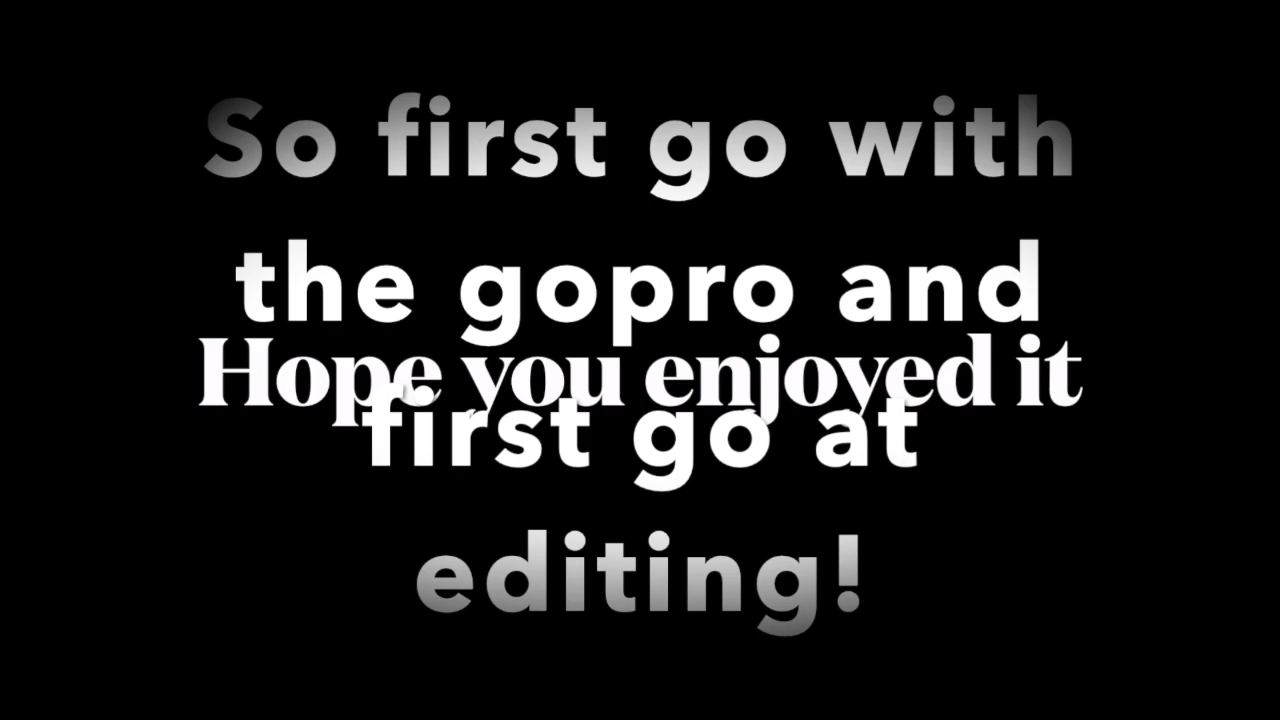 So first go with
the gopro and
Hope you enjoyed it
first go at
editing!